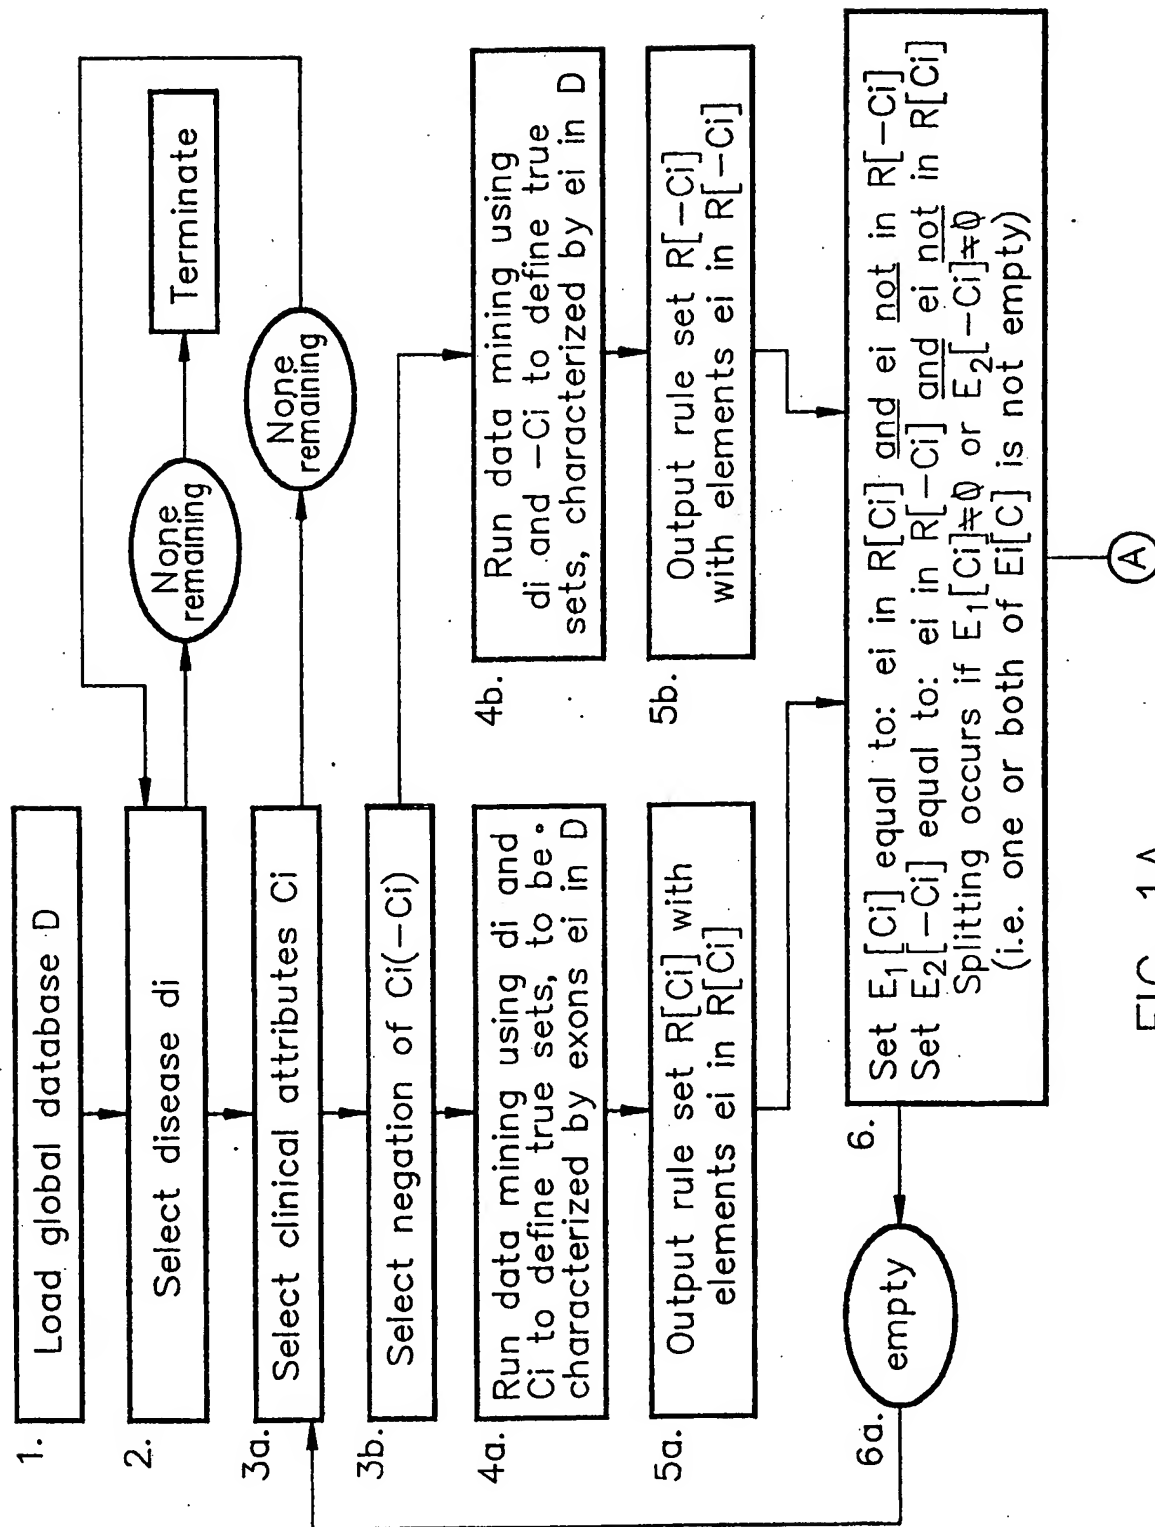 1.
Load global database D
2.
Select disease di
None
remaining
Terminate
3a.
Select clinical attributes Ci
None
remaining
3b.
Select negation of Ci(−Ci)
4a.
Run data mining using di and
Ci to define true sets, to be
characterized by exons ei in D
4b.
Run data mining using
di and −Ci to define true
sets, characterized by ei in D
5a.
Output rule set R[Ci] with
elements ei in R[Ci]
5b.
Output rule set R[−Ci]
with elements ei in R[−Ci]
6.
Set E₁[Ci] equal to: ei in R[Ci] and ei not in R[−Ci]
Set E₂[−Ci] equal to: ei in R[−Ci] and ei not in R[Ci]
Splitting occurs if E₁[Ci]≠∅ or E₂[−Ci]≠∅
(i.e. one or both of Ei[C] is not empty)
6a.
empty
A
FIG. 1A